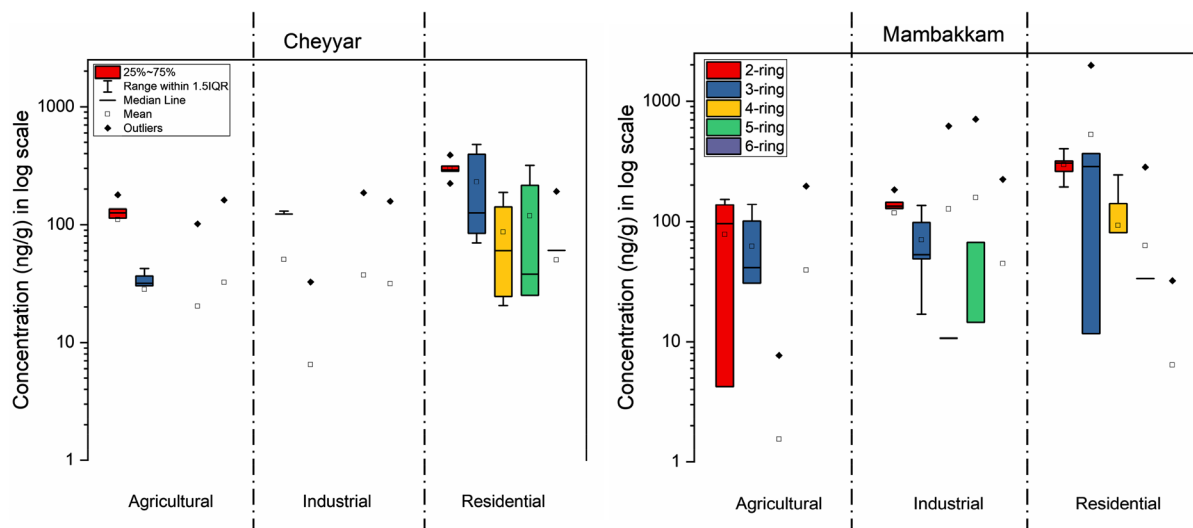 Cheyyar
25%~75%
Range within 1.5IQR
Median Line
Mean
Outliers
1000
100
10
1
Concentration (ng/g) in log scale
Agricultural
Industrial
Residential
Mambakkam
2-ring
3-ring
4-ring
5-ring
6-ring
1000
100
10
1
Concentration (ng/g) in log scale
Agricultural
Industrial
Residential